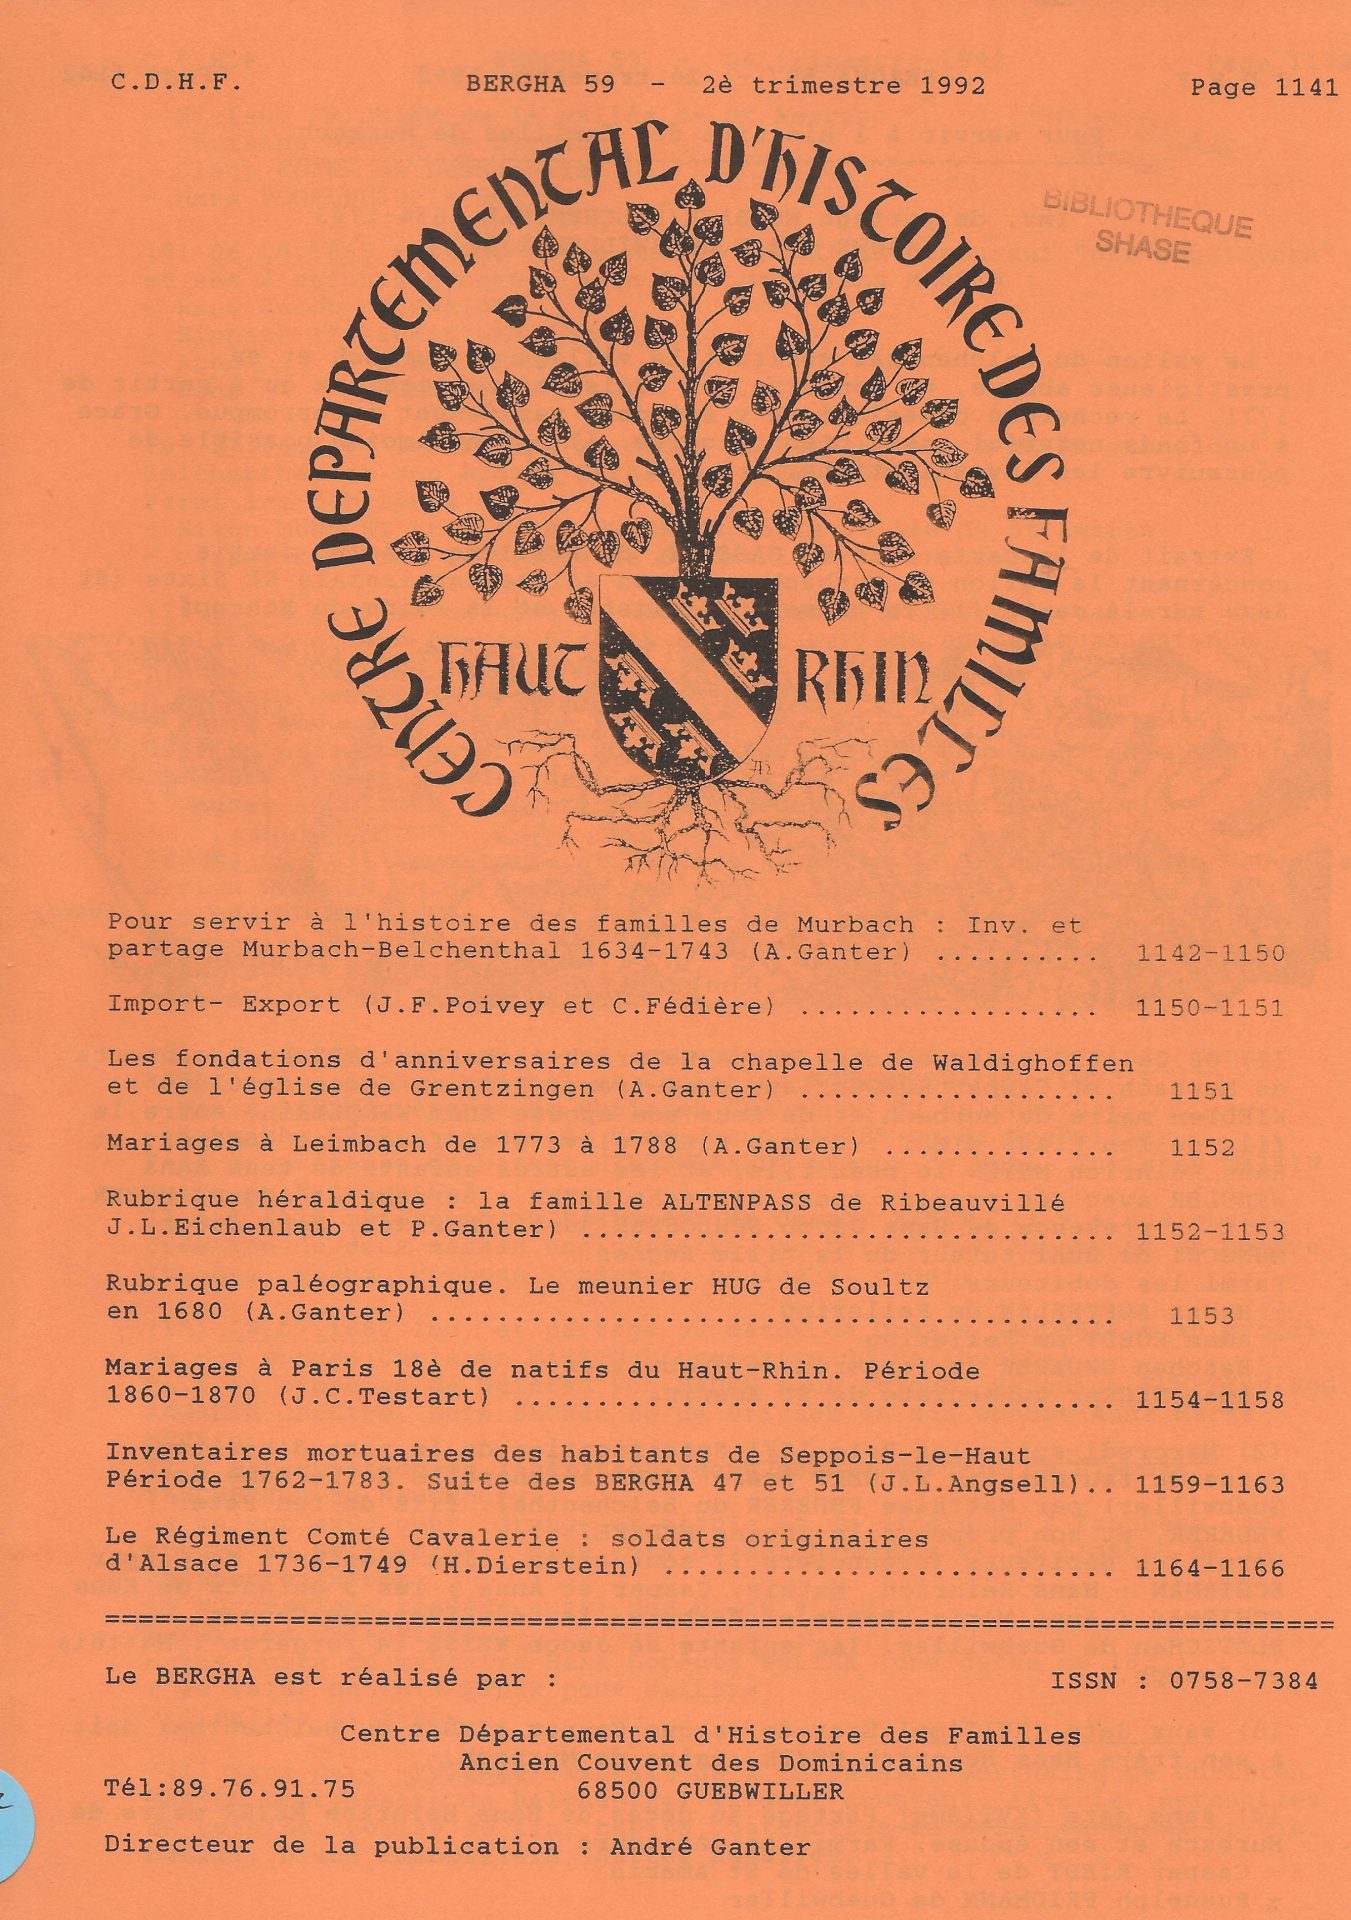 C.D.H.F. BERGHA 59 - 2è trimestre 1992 Page 1141
CENTRE DEPARTEMENTAL D'HISTOIRE DES FAMILLES
BIBLIOTHEQUE
SHASE
HAUT RHIN
Pour servir à l'histoire des familles de Murbach : Inv. et
partage Murbach-Belchenthal 1634-1743 (A.Ganter) .......... 1142-1150
Import- Export (J.F.Poivey et C.Fédière) .................. 1150-1151
Les fondations d'anniversaires de la chapelle de Waldighoffen
et de l'église de Grentzingen (A.Ganter) ................... 1151
Mariages à Leimbach de 1773 à 1788 (A.Ganter) .............. 1152
Rubrique héraldique : la famille ALTENPASS de Ribeauvillé
J.L.Eichenlaub et P.Ganter) ................................ 1152-1153
Rubrique paléographique. Le meunier HUG de Soultz
en 1680 (A.Ganter) ......................................... 1153
Mariages à Paris 18è de natifs du Haut-Rhin. Période
1860-1870 (J.C.Testart) .................................... 1154-1158
Inventaires mortuaires des habitants de Seppois-le-Haut
Période 1762-1783. Suite des BERGHA 47 et 51 (J.L.Angsell).. 1159-1163
Le Régiment Comté Cavalerie : soldats originaires
d'Alsace 1736-1749 (H.Dierstein) ........................... 1164-1166
=========================================================================
Le BERGHA est réalisé par : ISSN : 0758-7384
Centre Départemental d'Histoire des Familles
Ancien Couvent des Dominicains
Tél:89.76.91.75 68500 GUEBWILLER
Directeur de la publication : André Ganter